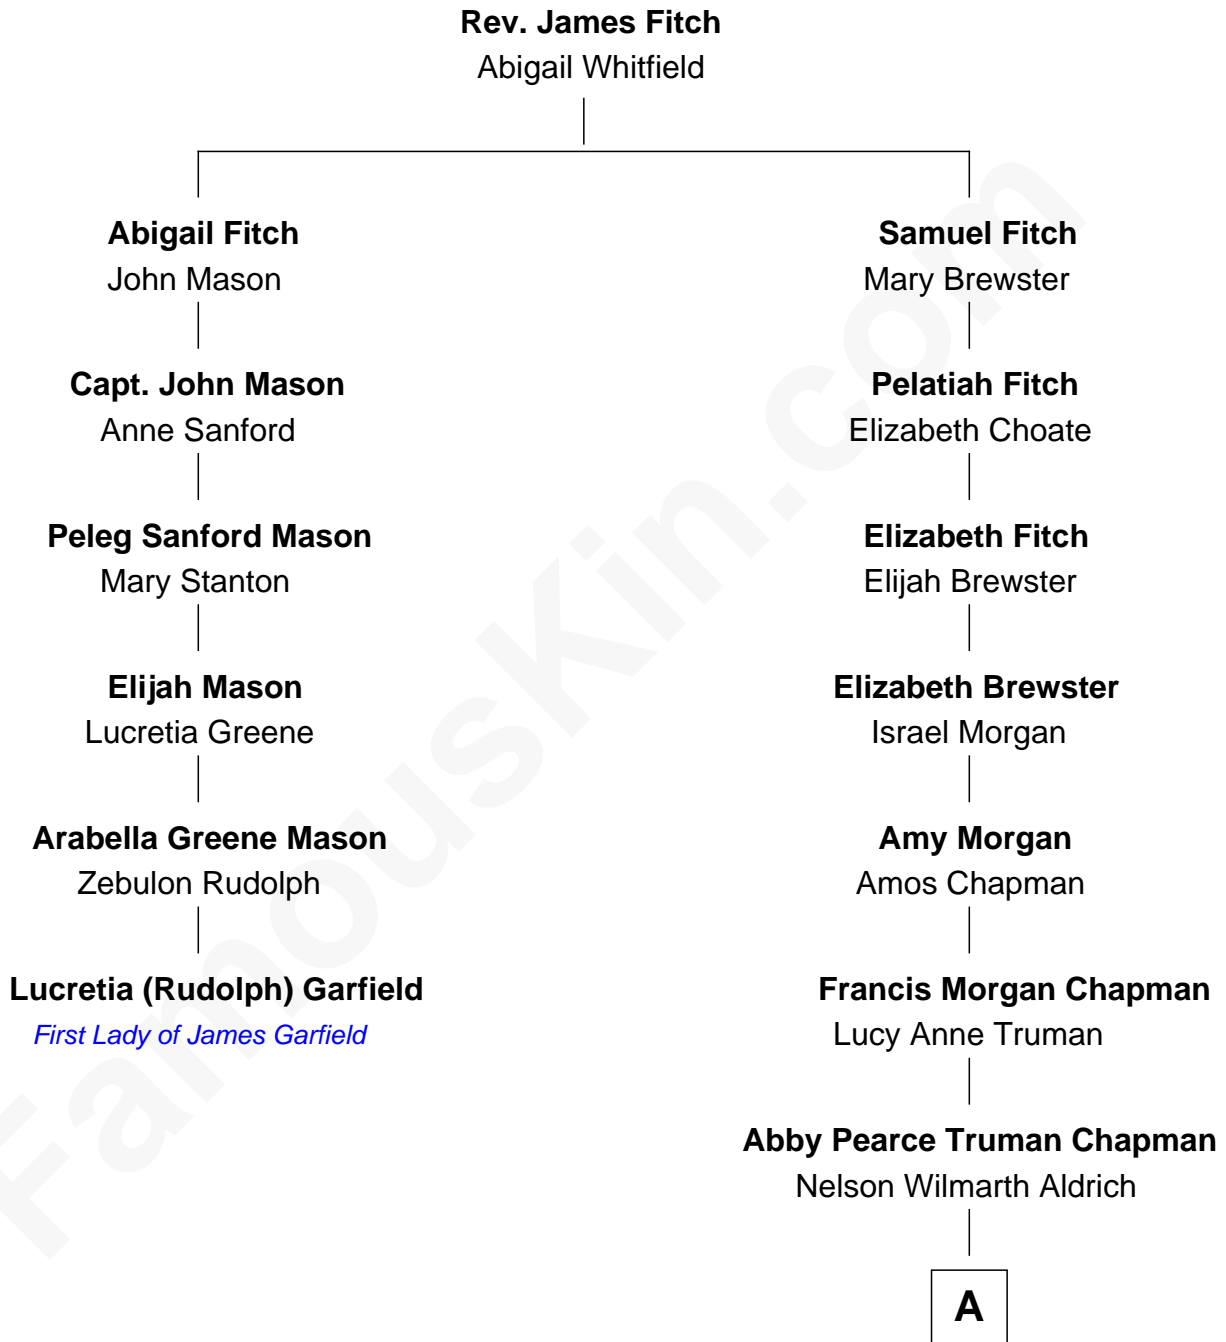 Rev. James Fitch
Abigail Whitfield
Abigail Fitch
John Mason
Samuel Fitch
Mary Brewster
Capt. John Mason
Anne Sanford
Pelatiah Fitch
Elizabeth Choate
Peleg Sanford Mason
Mary Stanton
Elizabeth Fitch
Elijah Brewster
Elijah Mason
Lucretia Greene
Elizabeth Brewster
Israel Morgan
Arabella Greene Mason
Zebulon Rudolph
Amy Morgan
Amos Chapman
Lucretia (Rudolph) Garfield
First Lady of James Garfield
Francis Morgan Chapman
Lucy Anne Truman
Abby Pearce Truman Chapman
Nelson Wilmarth Aldrich
A
FamousKin.com